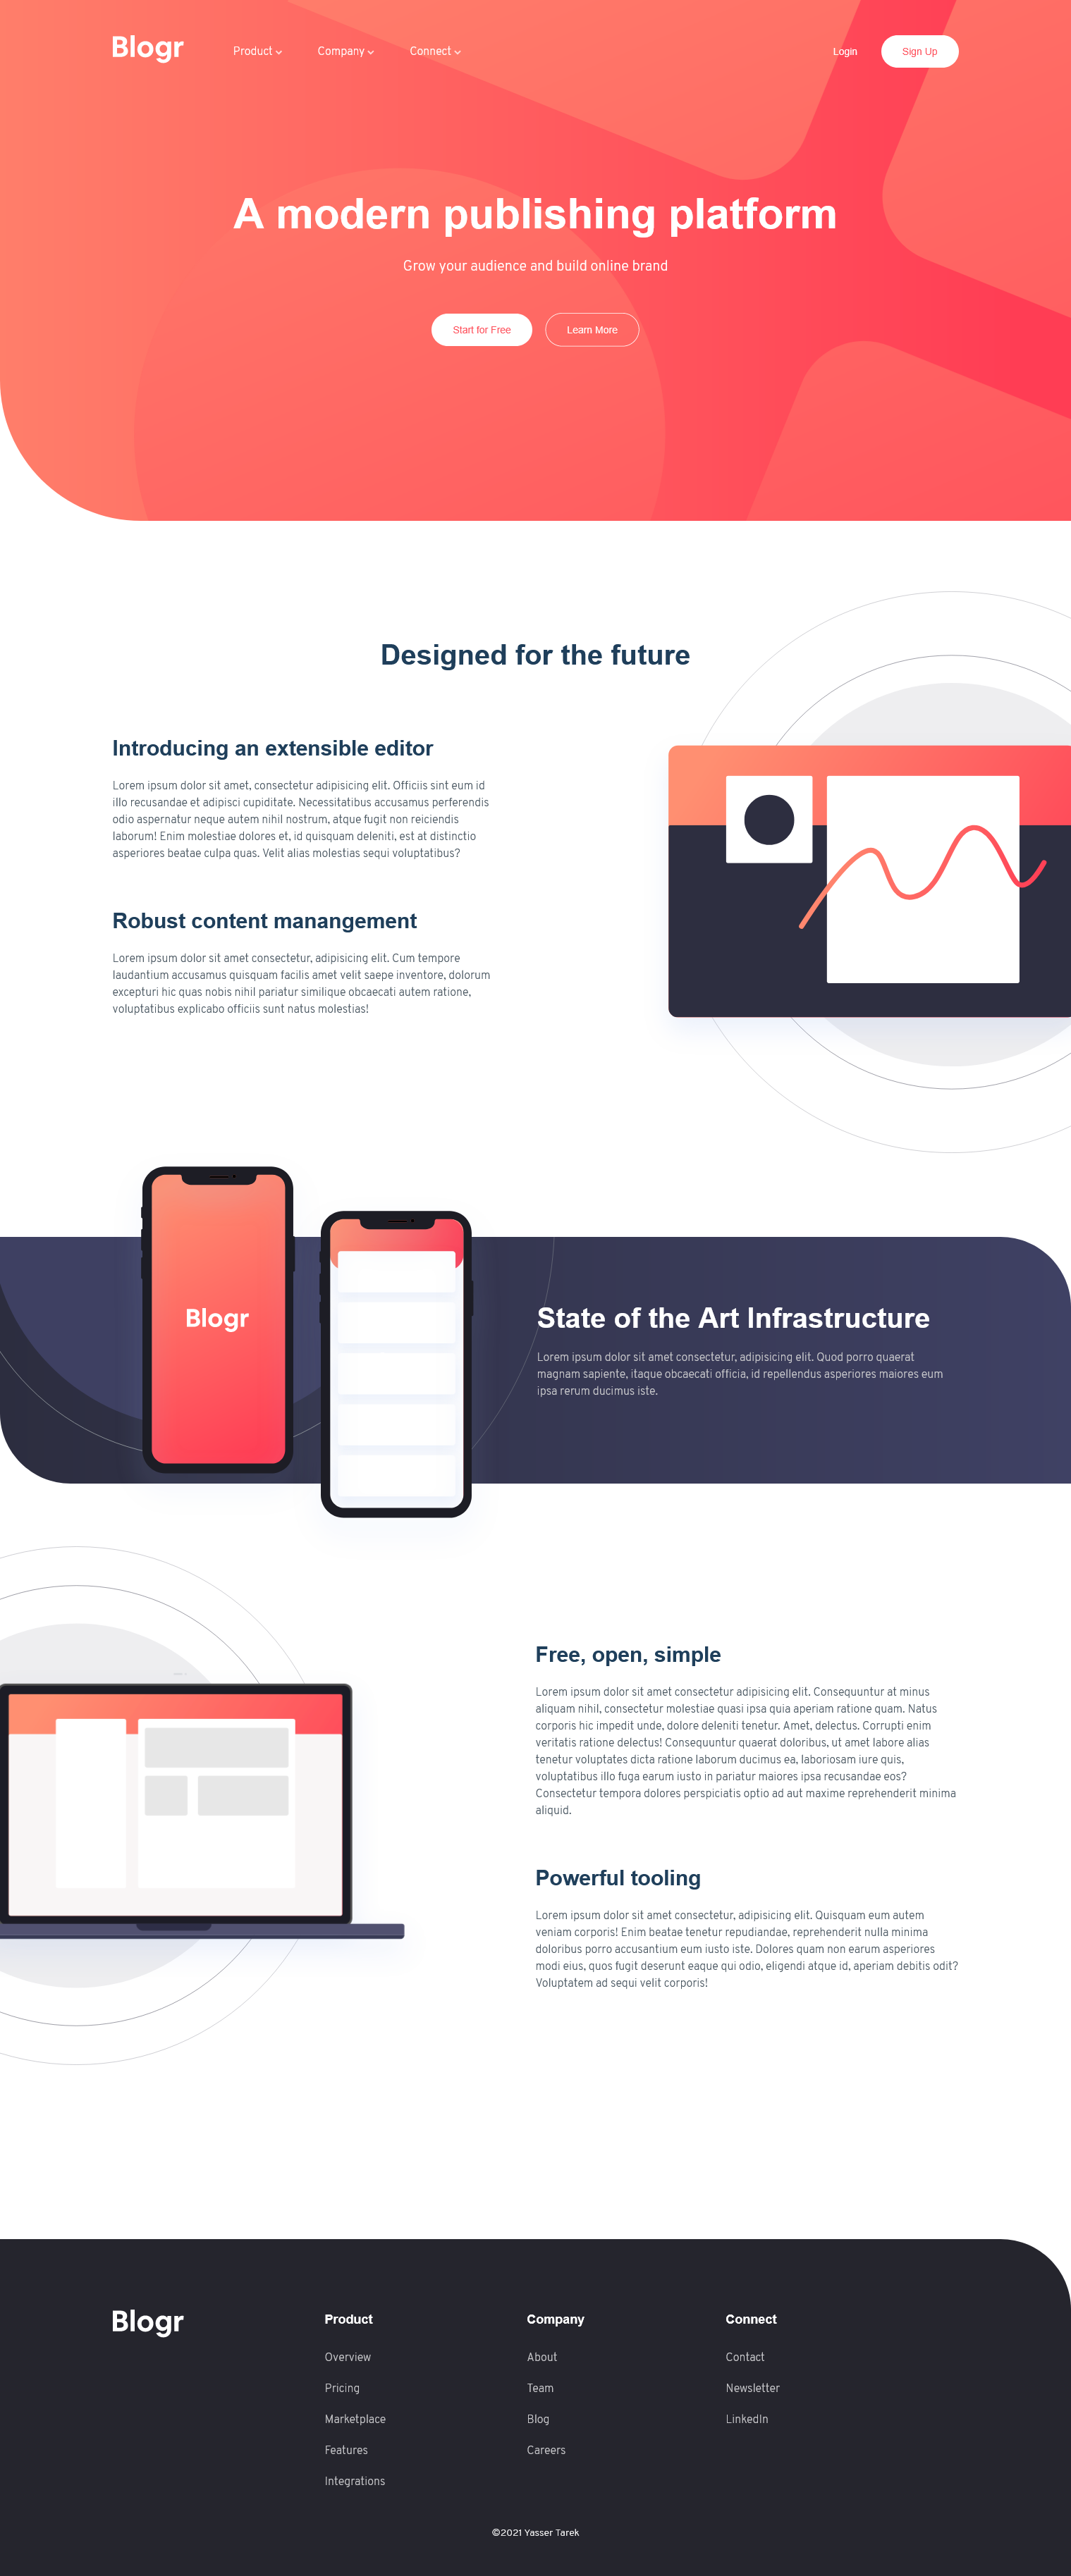 Blogr Product Company Connect Login Sign Up
A modern publishing platform
Grow your audience and build online brand
Start for Free Learn More
Designed for the future
Introducing an extensible editor
Lorem ipsum dolor sit amet, consectetur adipisicing elit. Officiis sint eum id
illo recusandae et adipisci cupiditate. Necessitatibus accusamus perferendis
odio aspernatur neque autem nihil nostrum, atque fugit non reiciendis
laborum! Enim molestiae dolores et, id quisquam deleniti, est at distinctio
asperiores beatae culpa quas. Velit alias molestias sequi voluptatibus?
Robust content manangement
Lorem ipsum dolor sit amet consectetur, adipisicing elit. Cum tempore
laudantium accusamus quisquam facilis amet velit saepe inventore, dolorum
excepturi hic quas nobis nihil pariatur similique obcaecati autem ratione,
voluptatibus explicabo officiis sunt natus molestias!
Blogr
State of the Art Infrastructure
Lorem ipsum dolor sit amet consectetur, adipisicing elit. Quod porro quaerat
magnam sapiente, itaque obcaecati officia, id repellendus asperiores maiores eum
ipsa rerum ducimus iste.
Free, open, simple
Lorem ipsum dolor sit amet consectetur adipisicing elit. Consequuntur at minus
aliquam nihil, consectetur molestiae quasi ipsa quia aperiam ratione quam. Natus
corporis hic impedit unde, dolore deleniti tenetur. Amet, delectus. Corrupti enim
veritatis ratione delectus! Consequuntur quaerat doloribus, ut amet labore alias
tenetur voluptates dicta ratione laborum ducimus ea, laboriosam iure quis,
voluptatibus illo fuga earum iusto in pariatur maiores ipsa recusandae eos?
Consectetur tempora dolores perspiciatis optio ad aut maxime reprehenderit minima
aliquid.
Powerful tooling
Lorem ipsum dolor sit amet consectetur, adipisicing elit. Quisquam eum autem
veniam corporis! Enim beatae tenetur repudiandae, reprehenderit nulla minima
doloribus porro accusantium eum iusto iste. Dolores quam non earum asperiores
modi eius, quos fugit deserunt eaque qui odio, eligendi atque id, aperiam debitis odit?
Voluptatem ad sequi velit corporis!
Blogr
Product
Overview
Pricing
Marketplace
Features
Integrations
Company
About
Team
Blog
Careers
Connect
Contact
Newsletter
LinkedIn
©2021 Yasser Tarek